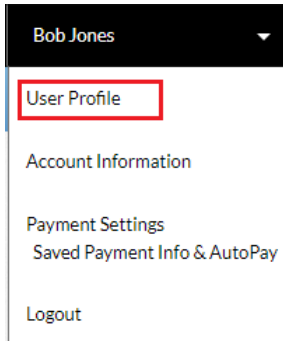 Bob Jones
User Profile
Account Information
Payment Settings
Saved Payment Info & AutoPay
Logout